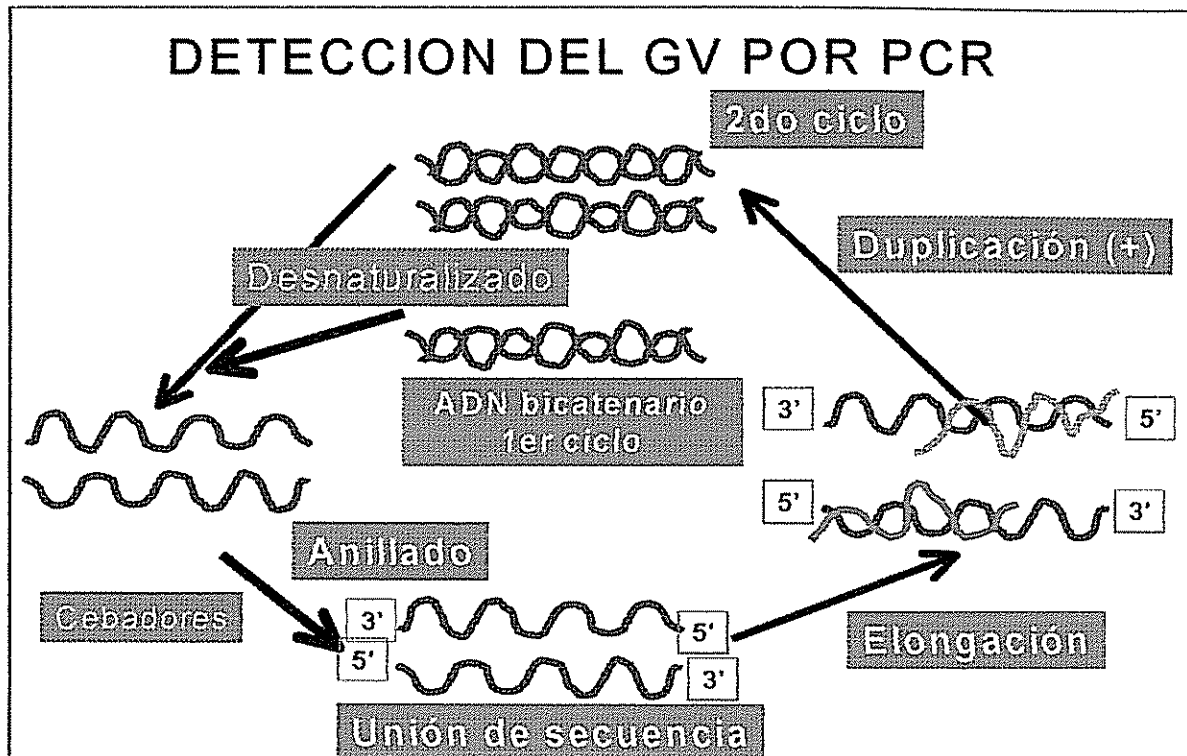 DETECCION DEL GV POR PCR
2do ciclo
Duplicación (+)
Desnaturalizado
ADN bicatenario
1er ciclo
3'
5'
5'
3'
Anillado
Cebadores
3'
5'
5'
3'
Elongación
Unión de secuencia